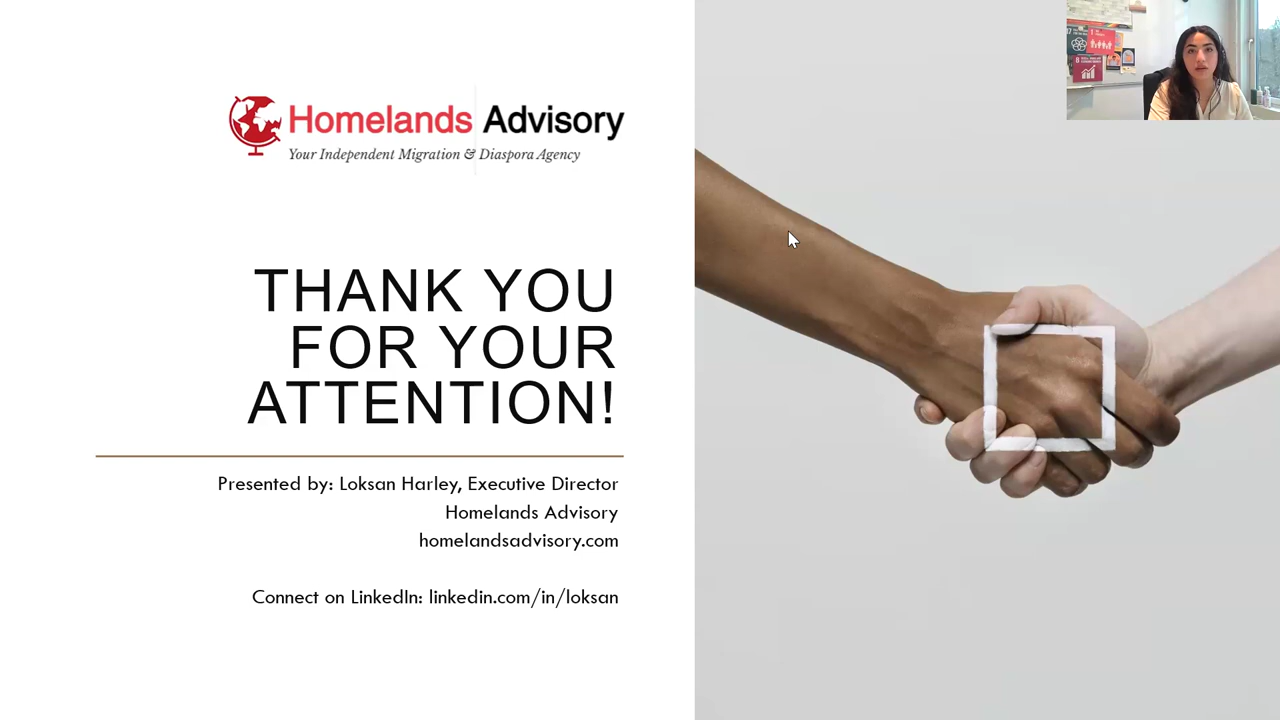 Homelands Advisory
Your Independent Migration & Diaspora Agency
THANK YOU
FOR YOUR
ATTENTION!
Presented by: Loksan Harley, Executive Director
Homelands Advisory
homelandsadvisory.com
Connect on LinkedIn: linkedin.com/in/loksan